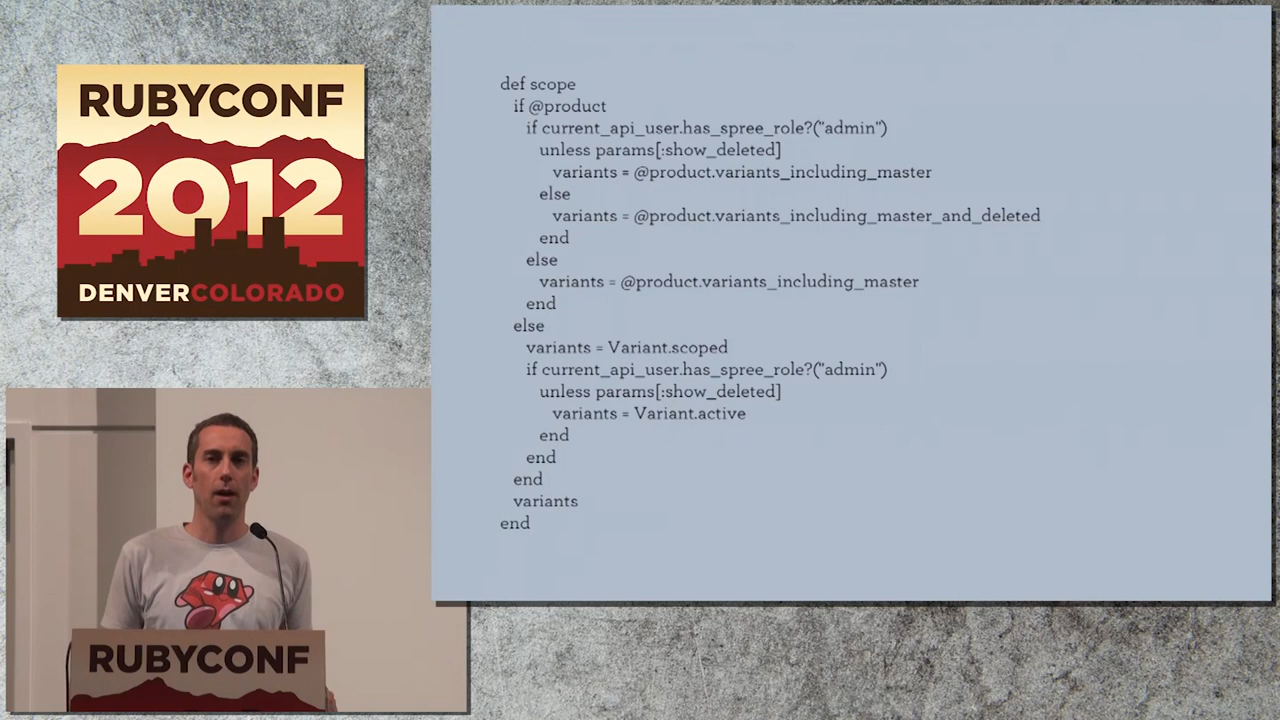 RUBYCONF
2012
DENVERCOLORADO
def scope
if @product
if current_api_user.has_spree_role?("admin")
unless params[:show_deleted]
variants = @product.variants_including_master
else
variants = @product.variants_including_master_and_deleted
end
else
variants = @product.variants_including_master
end
else
variants = Variant.scoped
if current_api_user.has_spree_role?("admin")
unless params[:show_deleted]
variants = Variant.active
end
end
end
variants
end
RUBYCONF